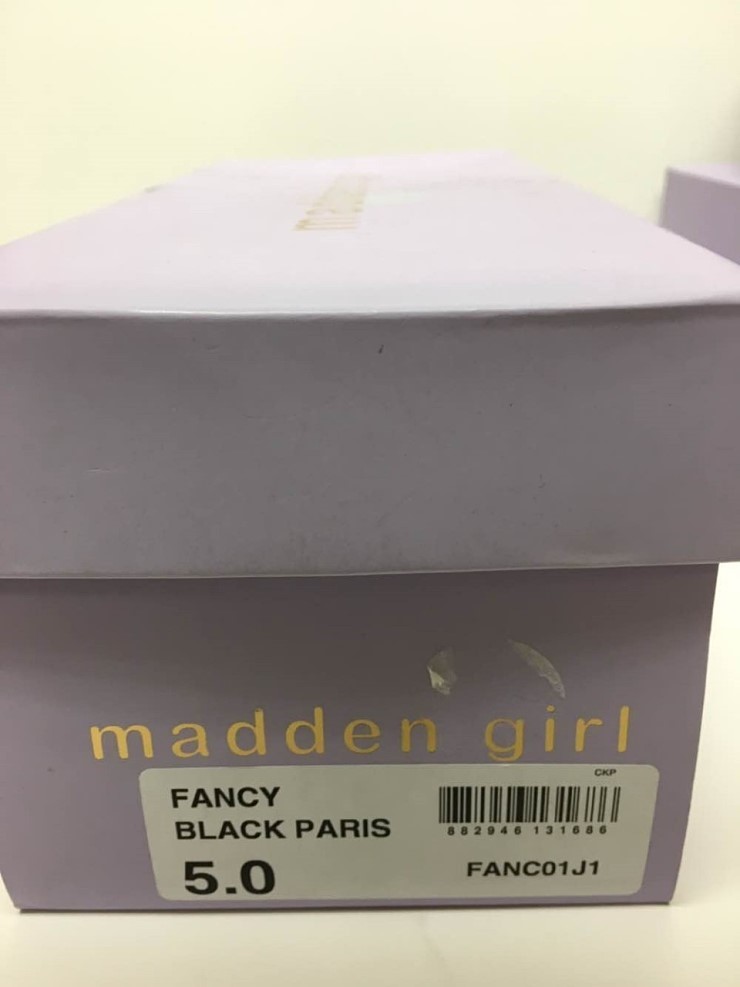 madden girl
CKP
FANCY
BLACK PARIS
882946 131686
5.0
FANC01J1